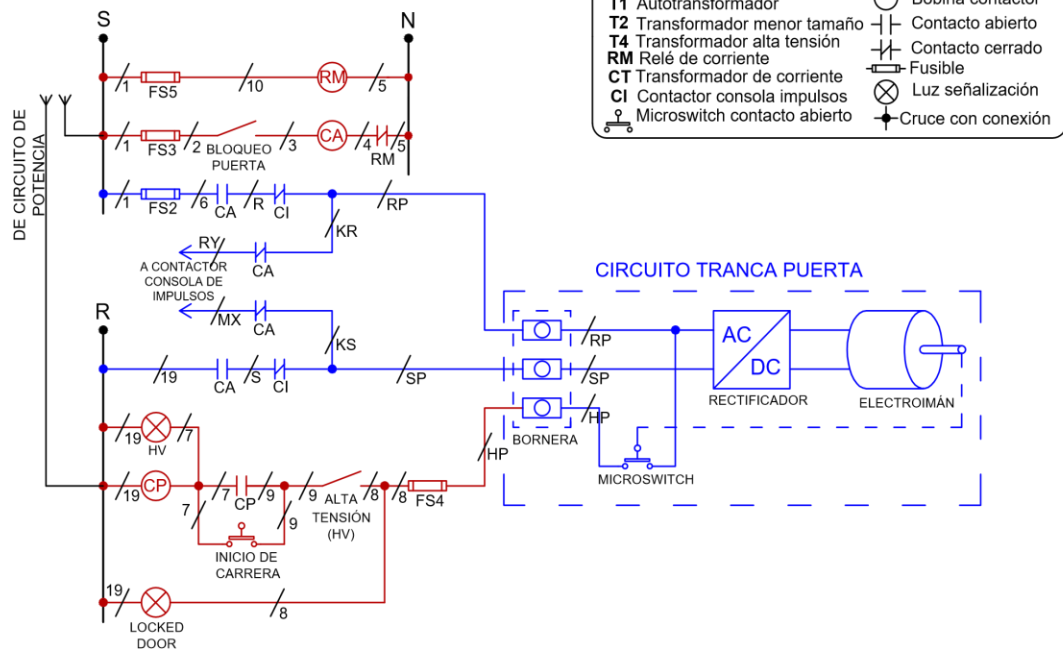 T1 Autotransformador
T2 Transformador menor tamaño
T4 Transformador alta tensión
RM Relé de corriente
CT Transformador de corriente
CI Contactor consola impulsos
Microswitch contacto abierto
Bobina contactor
Contacto abierto
Contacto cerrado
Fusible
Luz señalización
Cruce con conexión
S
N
1
FS5
10
RM
5
DE CIRCUITO DE
POTENCIA
1
FS3
2
BLOQUEO
PUERTA
3
CA
4
RM
5
1
FS2
6
CA
R
CI
RP
KR
RY
CA
A CONTACTOR
CONSOLA DE
IMPULSOS
MX
CA
KS
R
19
CA
S
CI
SP
CIRCUITO TRANCA PUERTA
RP
SP
HP
BORNERA
AC
DC
RECTIFICADOR
ELECTROIMÁN
MICROSWITCH
19
HV
7
19
CP
7
CP
9
9
ALTA
TENSIÓN
(HV)
8
8
FS4
HP
7
9
INICIO DE
CARRERA
19
LOCKED
DOOR
8